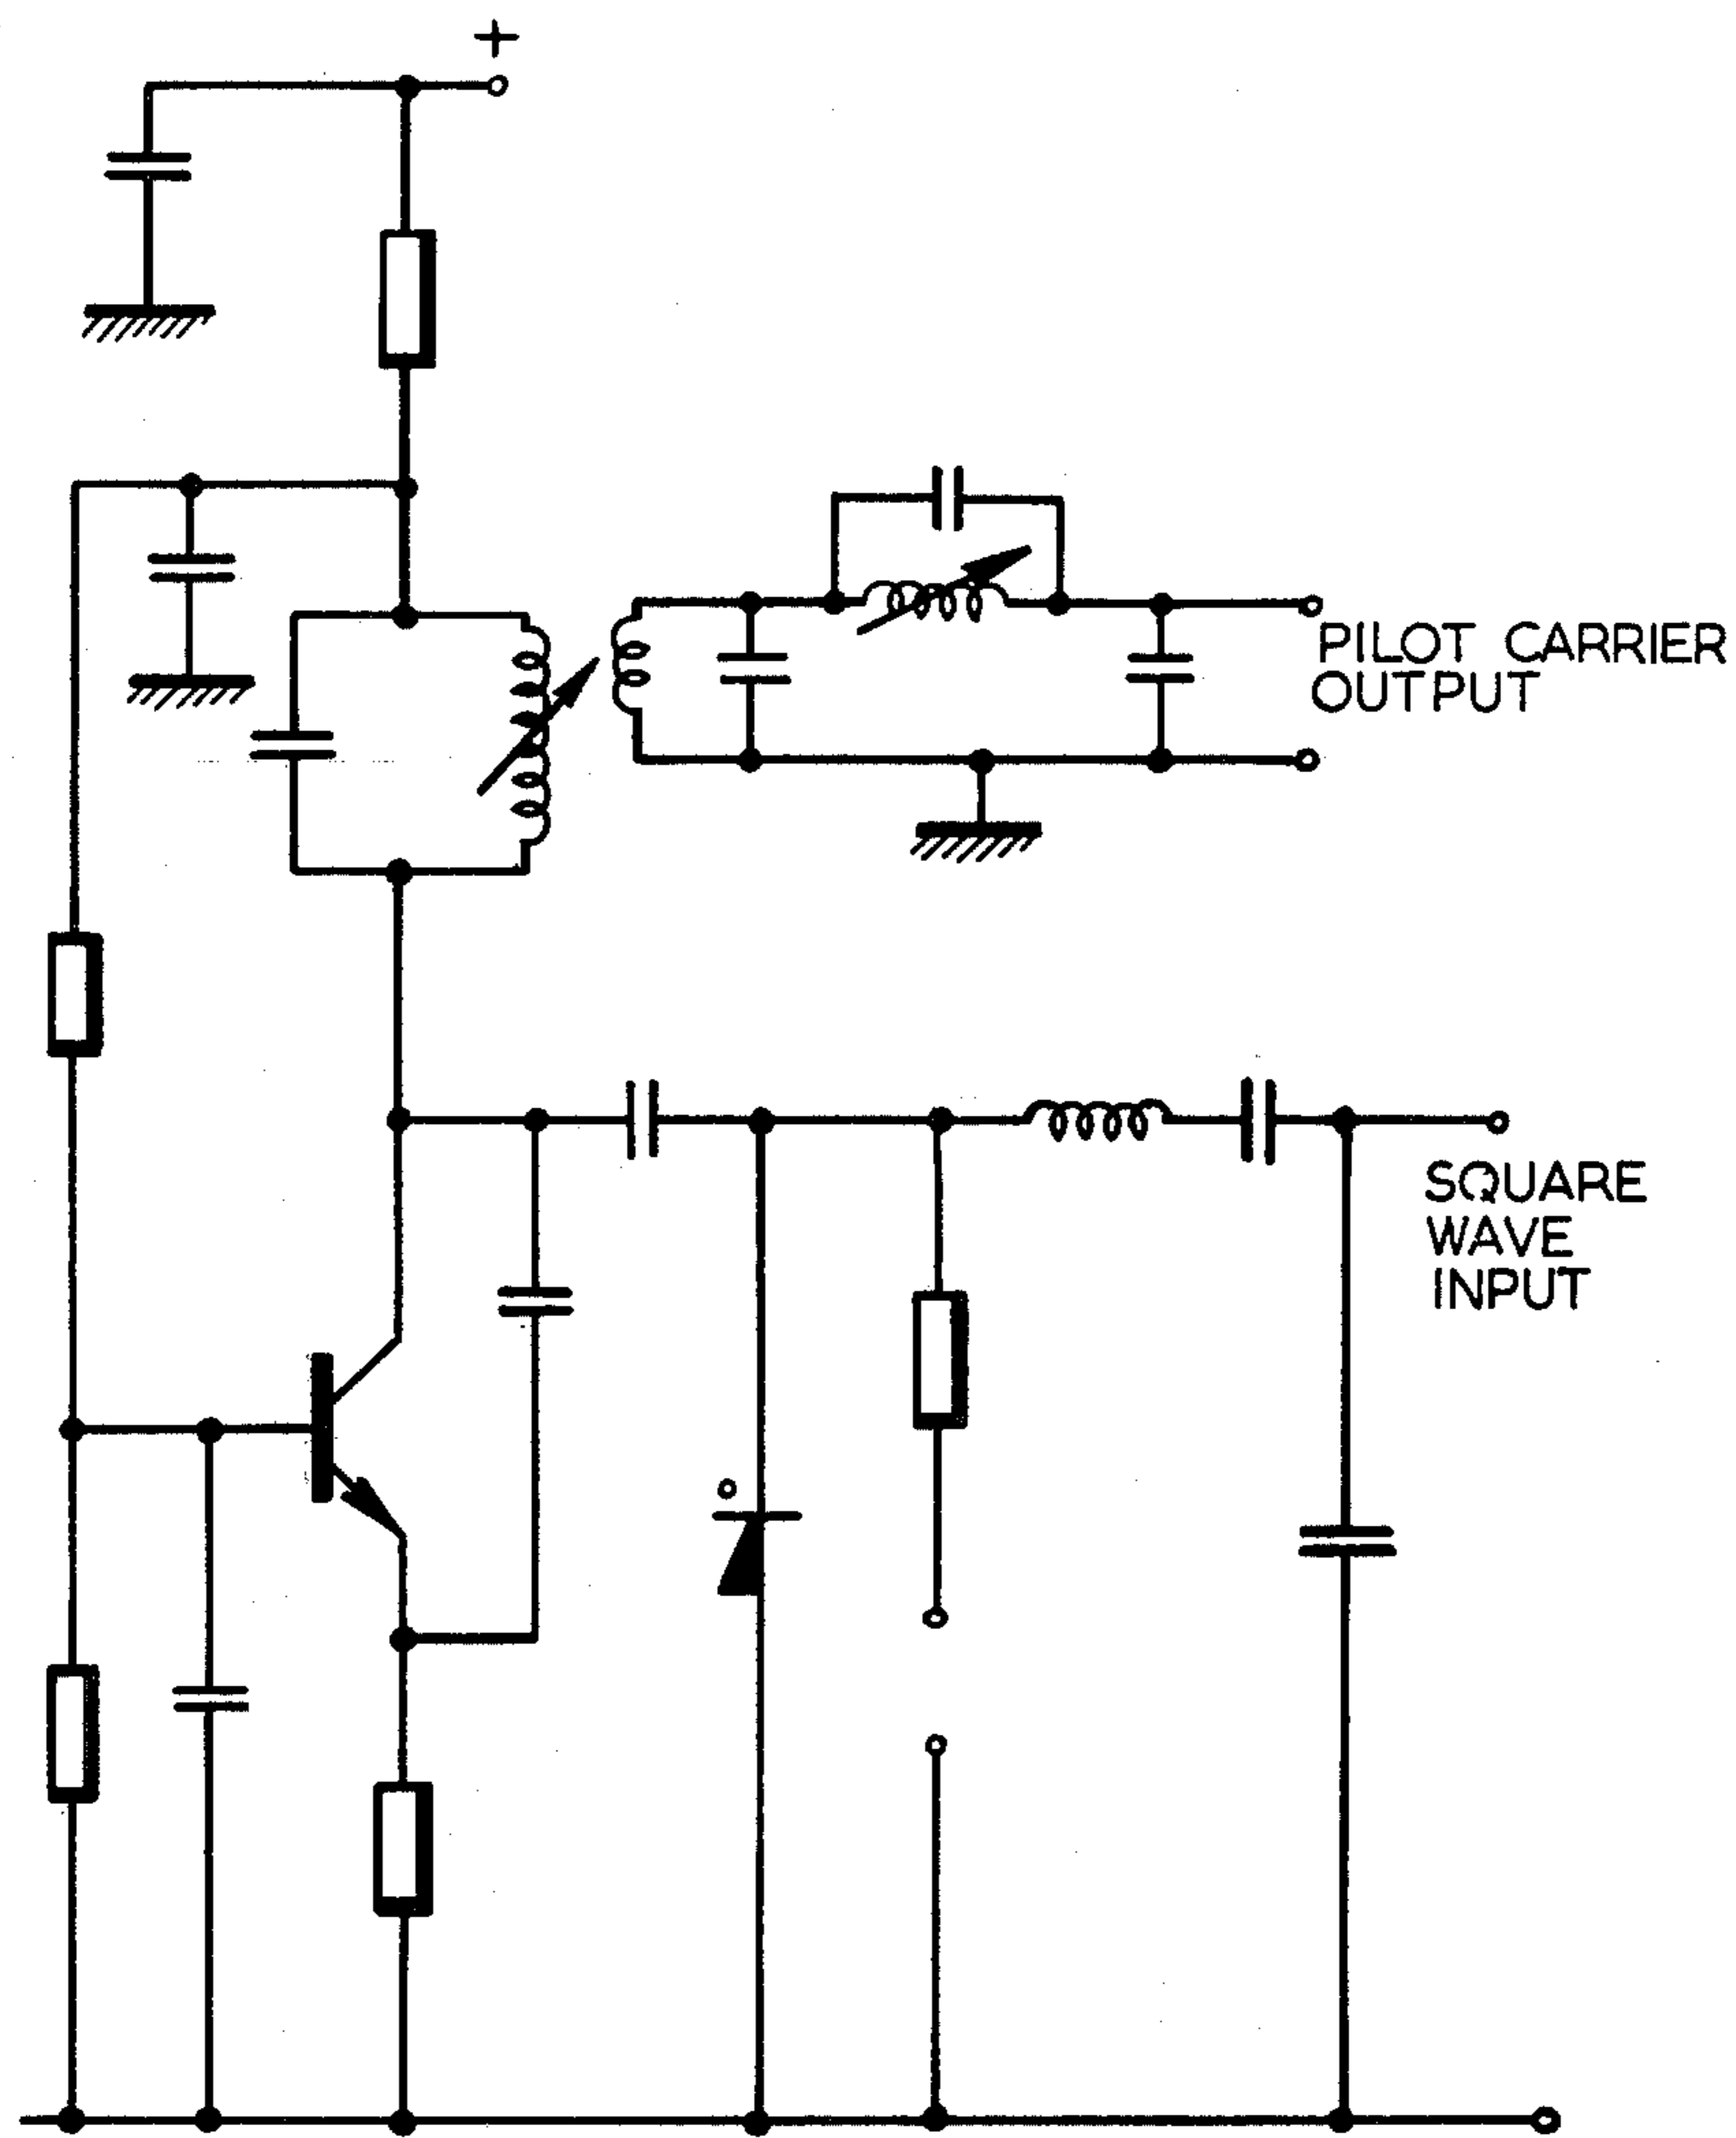 +
PILOT CARRIER
OUTPUT
SQUARE
WAVE
INPUT